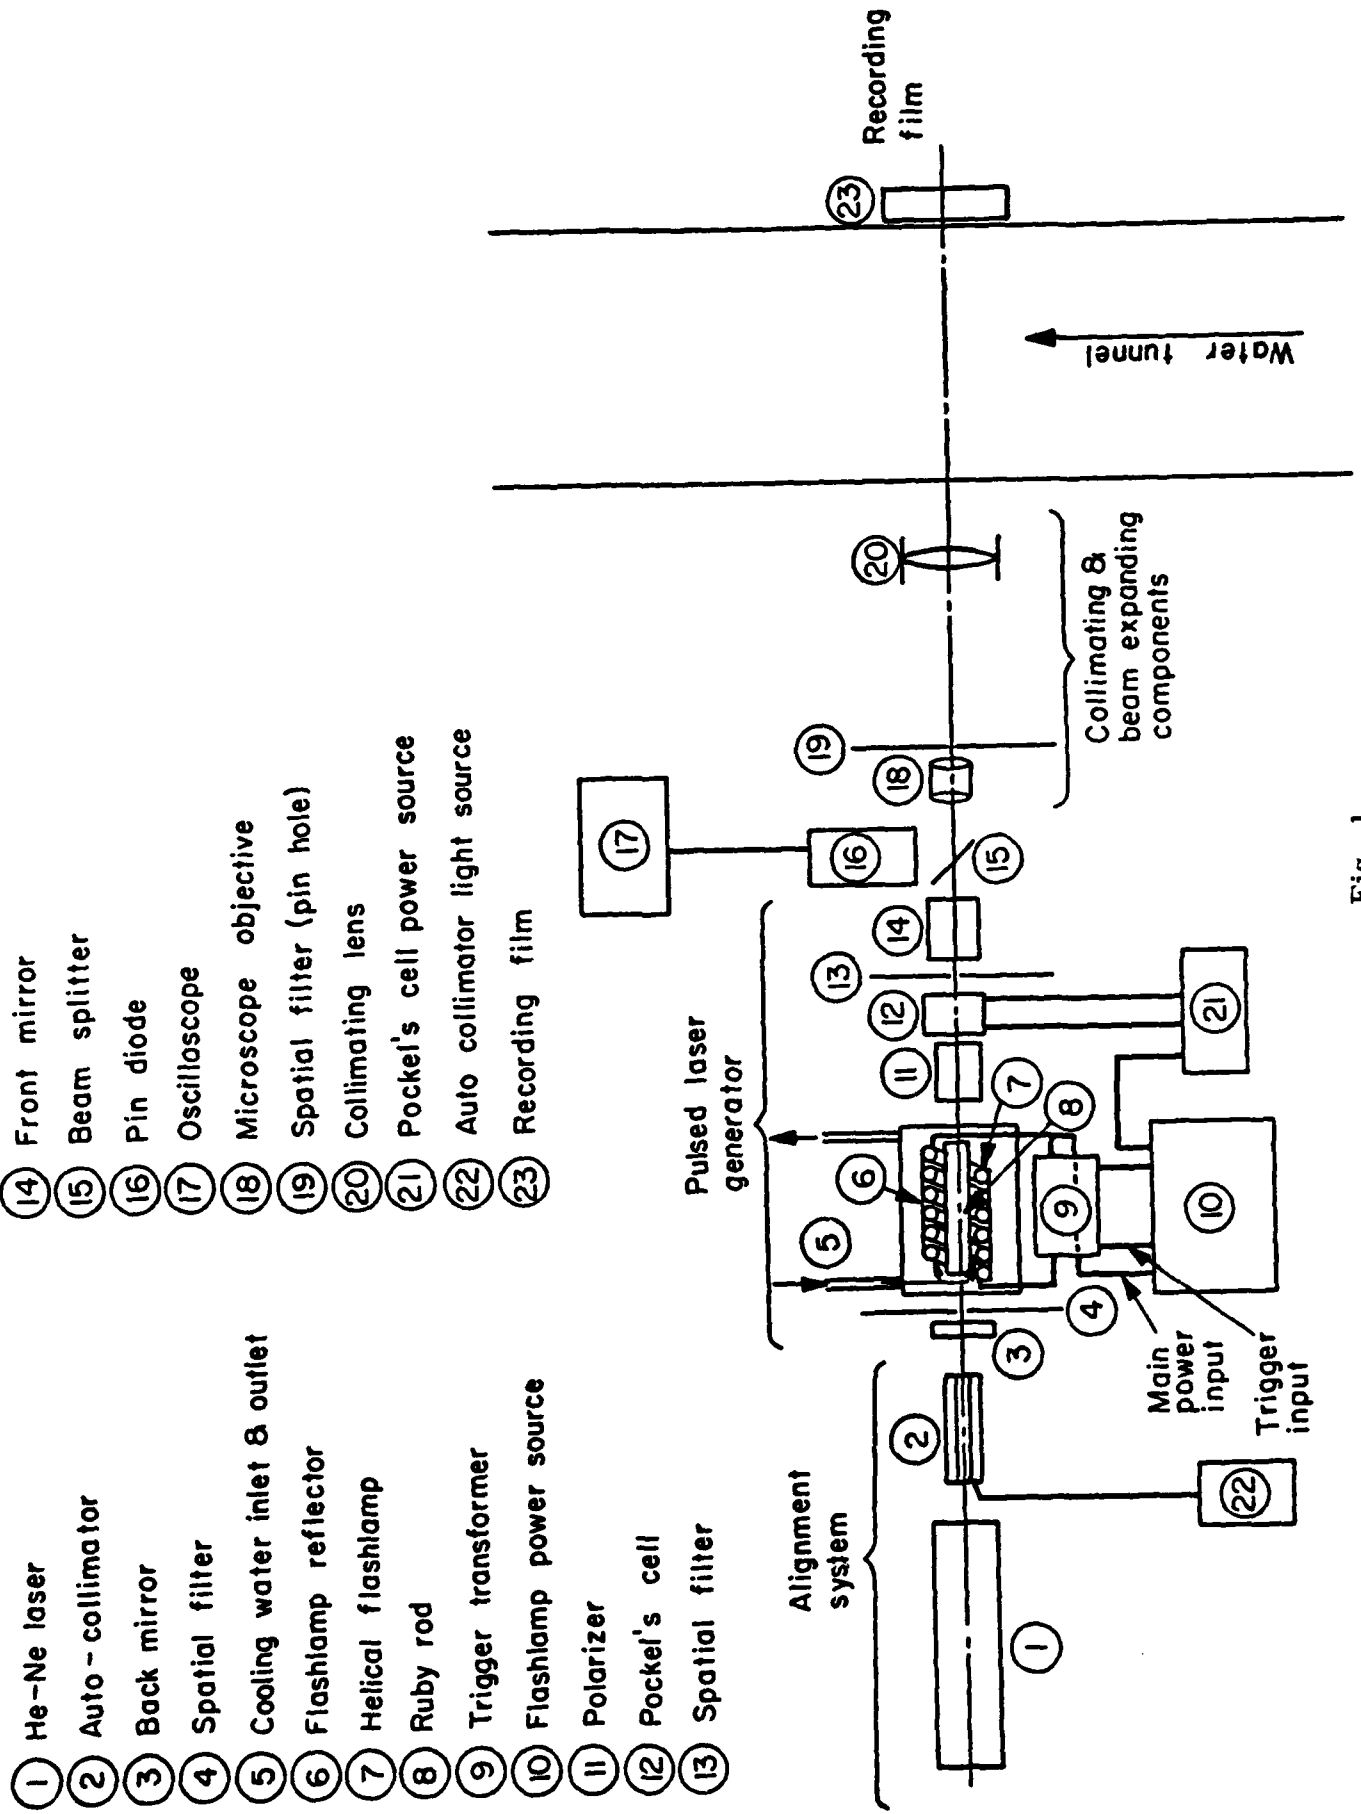 ① He-Ne laser
② Auto-collimator
③ Back mirror
④ Spatial filter
⑤ Cooling water inlet & outlet
⑥ Flashlamp reflector
⑦ Helical flashlamp
⑧ Ruby rod
⑨ Trigger transformer
⑩ Flashlamp power source
⑪ Polarizer
⑫ Pockel's cell
⑬ Spatial filter
⑭ Front mirror
⑮ Beam splitter
⑯ Pin diode
⑰ Oscilloscope
⑱ Microscope objective
⑲ Spatial filter (pin hole)
⑳ Collimating lens
㉑ Pockel's cell power source
㉒ Auto collimator light source
㉓ Recording film
Alignment
system
Pulsed laser
generator
⑰
⑯
⑲
⑱
⑳
㉓
Recording
film
⑤
⑥
⑪
⑫
⑬
⑭
⑮
①
②
③
④
⑦
⑧
⑨
⑩
㉑
㉒
Main
power
input
Trigger
input
Collimating &
beam expanding
components
Water tunnel
Fig. 1